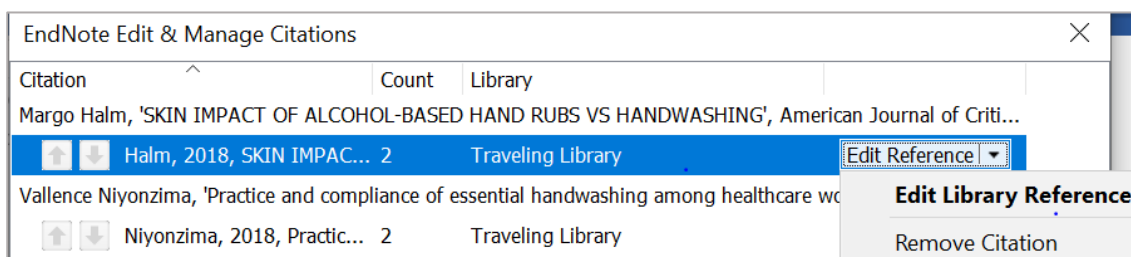 EndNote Edit & Manage Citations
Citation Count Library
Margo Halm, 'SKIN IMPACT OF ALCOHOL-BASED HAND RUBS VS HANDWASHING', American Journal of Criti...
Halm, 2018, SKIN IMPAC... 2 Traveling Library Edit Reference
Vallence Niyonzima, 'Practice and compliance of essential handwashing among healthcare wo
Edit Library Reference
Niyonzima, 2018, Practic... 2 Traveling Library
Remove Citation